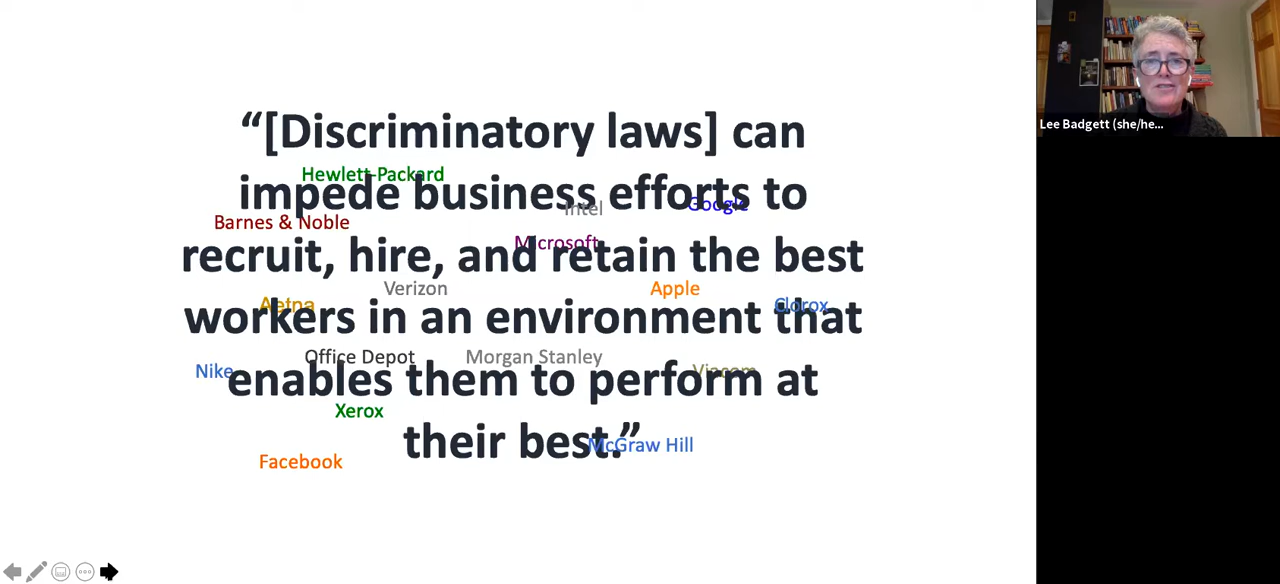 “[Discriminatory laws] can
Hewlett-Packard
impede business efforts to
Intel
Google
Barnes & Noble
Microsoft
recruit, hire, and retain the best
Verizon
Apple
Aetna
Clorox
workers in an environment that
Office Depot
Morgan Stanley
Nike
Viacom
enables them to perform at
Xerox
their best.”
McGraw Hill
Facebook
Lee Badgett (she/he...